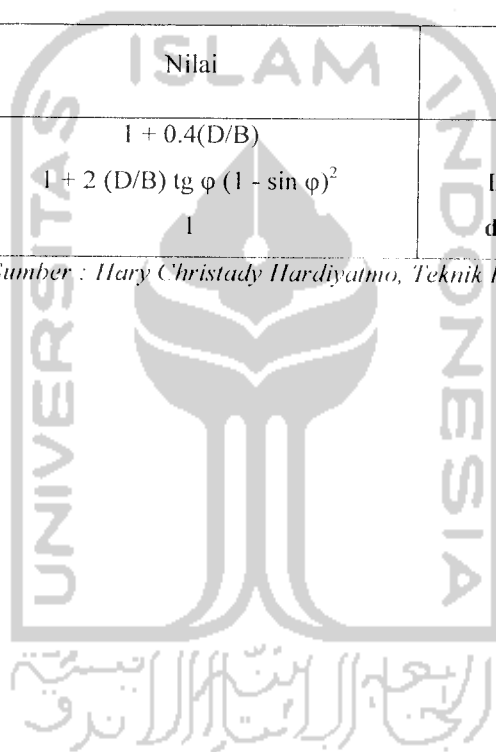 ISLAM
UNIVERSITAS
INDONESIA
Nilai
1 + 0.4(D/B)
1 + 2 (D/B) tg φ (1 - sin φ)²
1
d
Sumber : Hary Christady Hardiyatmo, Teknik